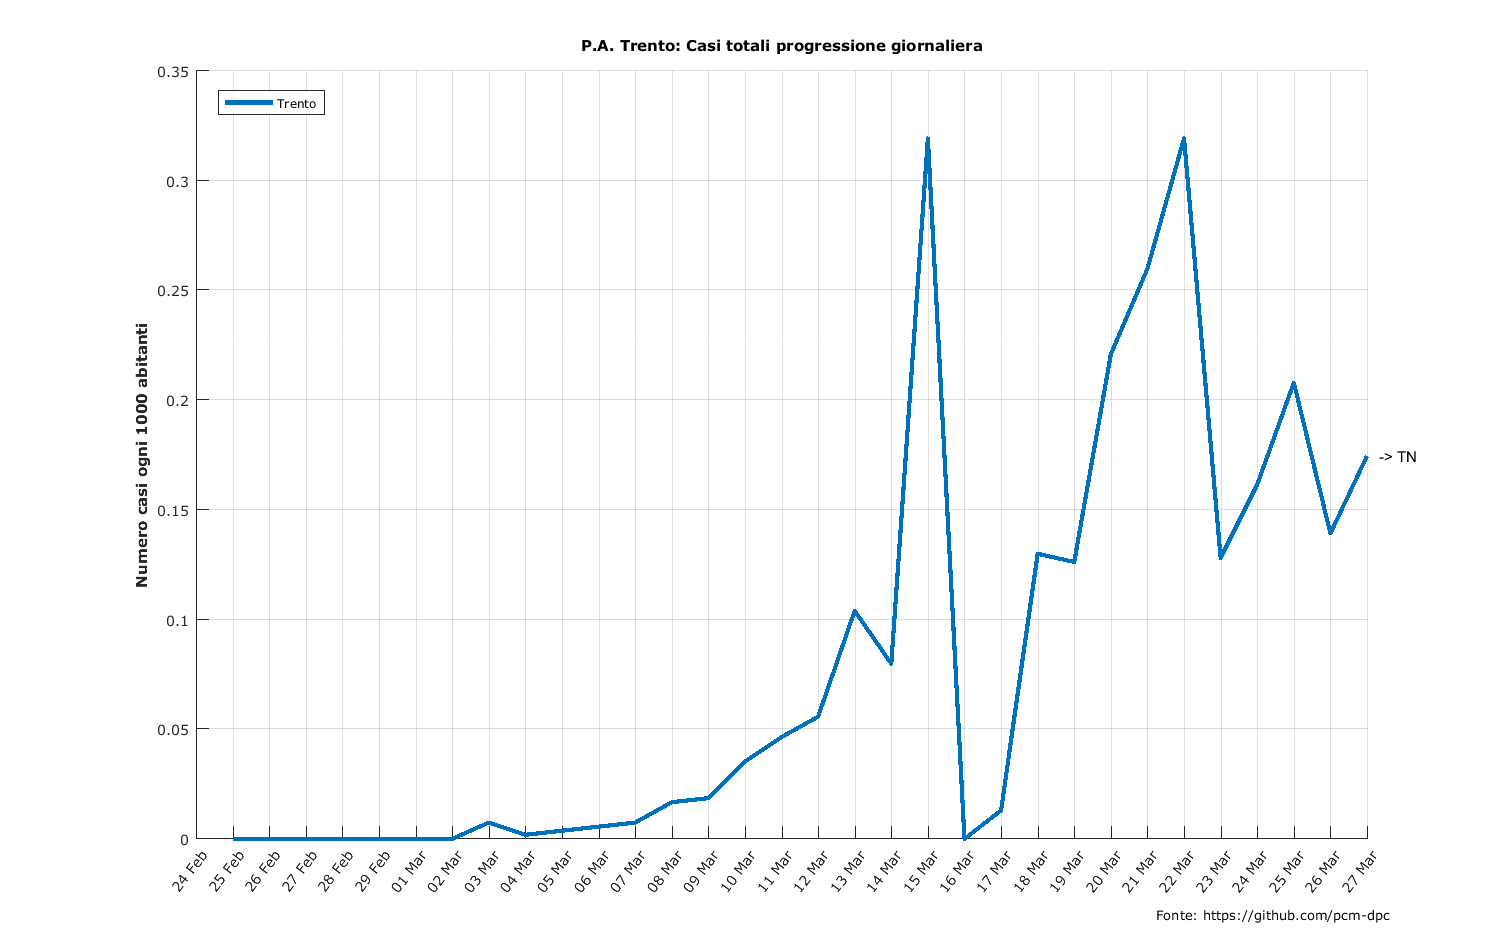 P.A. Trento: Casi totali progressione giornaliera
Trento
Numero casi ogni 1000 abitanti
0.35
0.3
0.25
0.2
0.15
0.1
0.05
0
-> TN
24 Feb
25 Feb
26 Feb
27 Feb
28 Feb
29 Feb
01 Mar
02 Mar
03 Mar
04 Mar
05 Mar
06 Mar
07 Mar
08 Mar
09 Mar
10 Mar
11 Mar
12 Mar
13 Mar
14 Mar
15 Mar
16 Mar
17 Mar
18 Mar
19 Mar
20 Mar
21 Mar
22 Mar
23 Mar
24 Mar
25 Mar
26 Mar
27 Mar
Fonte: https://github.com/pcm-dpc